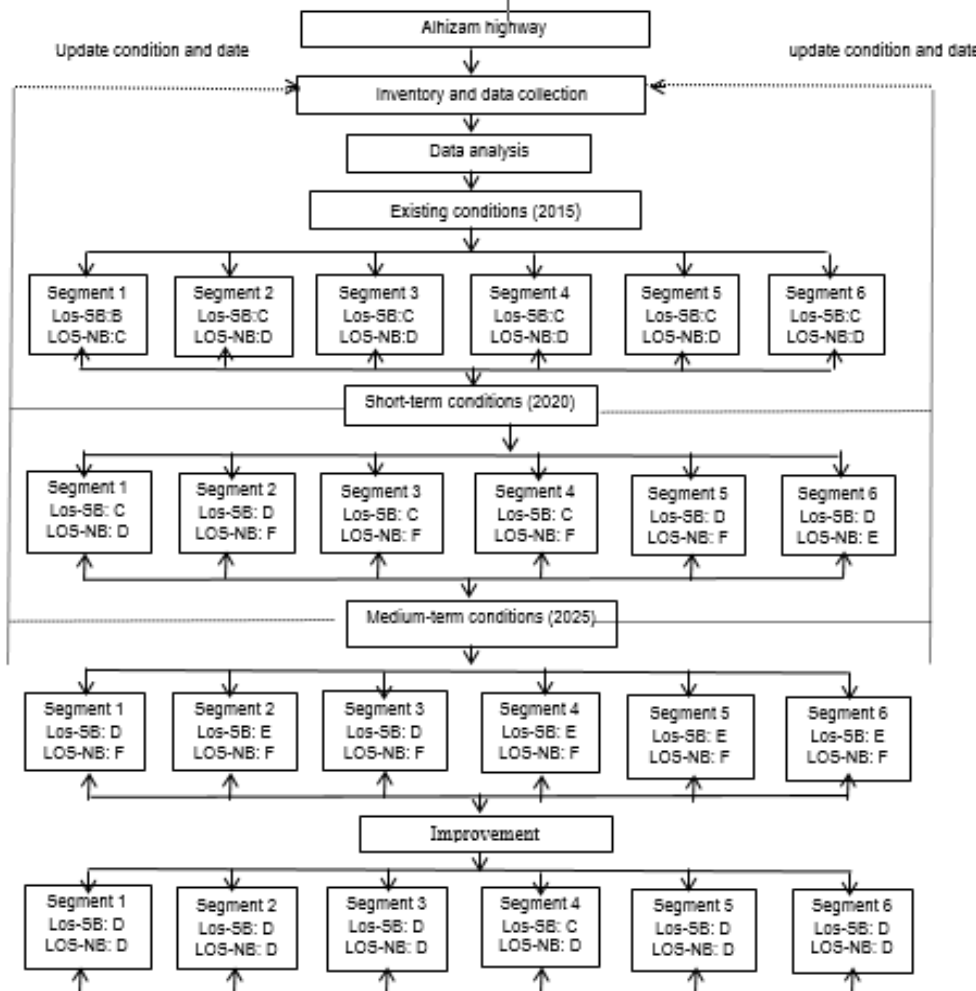 Alhizam highway
Update condition and date
update condition and date
Inventory and data collection
Data analysis
Existing conditions (2015)
Segment 1
Los-SB:B
LOS-NB:C
Segment 2
Los-SB:C
LOS-NB:D
Segment 3
Los-SB:C
LOS-NB:D
Segment 4
Los-SB:C
LOS-NB:D
Segment 5
Los-SB:C
LOS-NB:D
Segment 6
Los-SB:C
LOS-NB:D
Short-term conditions (2020)
Segment 1
Los-SB: C
LOS-NB: D
Segment 2
Los-SB: D
LOS-NB: F
Segment 3
Los-SB: C
LOS-NB: F
Segment 4
Los-SB: C
LOS-NB: F
Segment 5
Los-SB: D
LOS-NB: F
Segment 6
Los-SB: D
LOS-NB: E
Medium-term conditions (2025)
Segment 1
Los-SB: D
LOS-NB: F
Segment 2
Los-SB: E
LOS-NB: F
Segment 3
Los-SB: D
LOS-NB: F
Segment 4
Los-SB: E
LOS-NB: F
Segment 5
Los-SB: E
LOS-NB: F
Segment 6
Los-SB: E
LOS-NB: F
Improvement
Segment 1
Los-SB: D
LOS-NB: D
Segment 2
Los-SB: D
LOS-NB: D
Segment 3
Los-SB: D
LOS-NB: D
Segment 4
Los-SB: C
LOS-NB: D
Segment 5
Los-SB: D
LOS-NB: D
Segment 6
Los-SB: D
LOS-NB: D